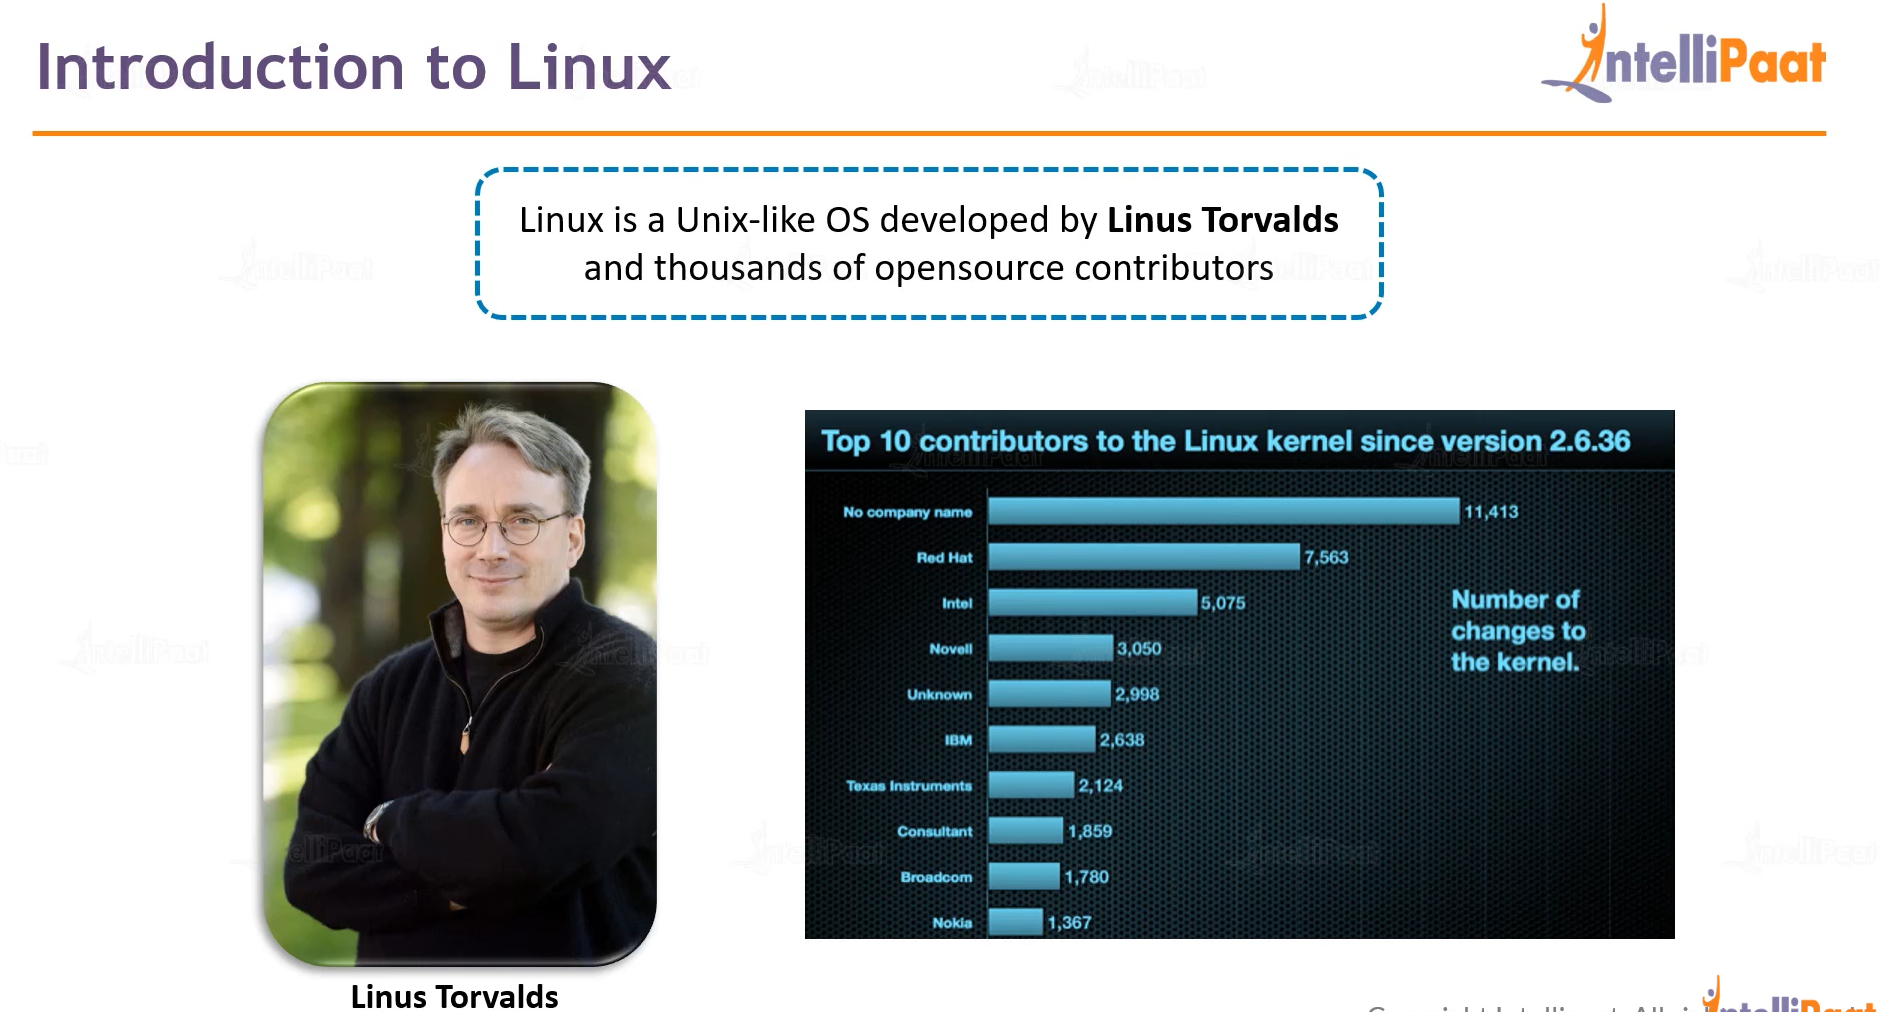 Introduction to Linux
IntelliPaat
Linux is a Unix-like OS developed by Linus Torvalds
and thousands of opensource contributors
Linus Torvalds
Top 10 contributors to the Linux kernel since version 2.6.36
No company name 11,413
Red Hat 7,563
Intel 5,075
Novell 3,050
Unknown 2,998
IBM 2,638
Texas Instruments 2,124
Consultant 1,859
Broadcom 1,780
Nokia 1,367
Number of
changes to
the kernel.